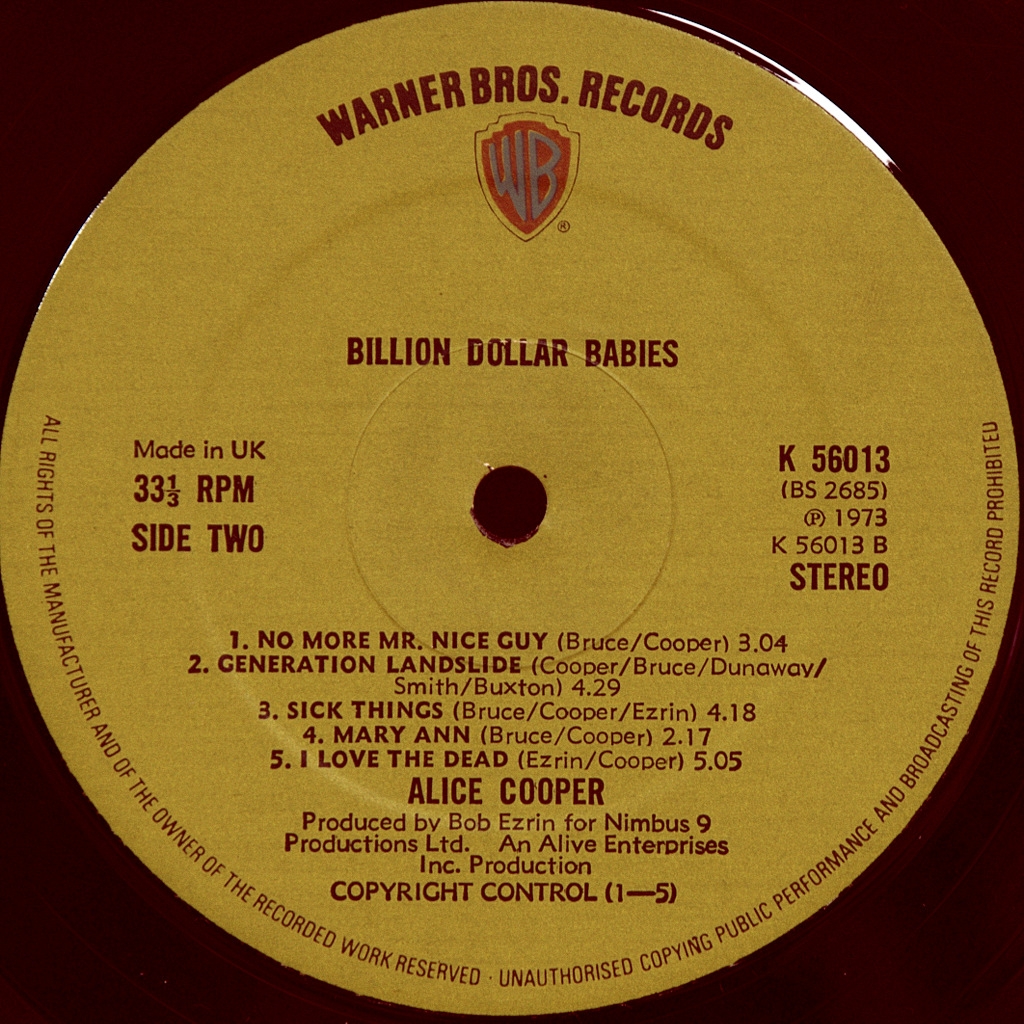 WARNER BROS. RECORDS
WB
®
BILLION DOLLAR BABIES
Made in UK
33⅓ RPM
SIDE TWO
K 56013
(BS 2685)
Ⓟ 1973
K 56013 B
STEREO
1. NO MORE MR. NICE GUY (Bruce/Cooper) 3.04
2. GENERATION LANDSLIDE (Cooper/Bruce/Dunaway/
Smith/Buxton) 4.29
3. SICK THINGS (Bruce/Cooper/Ezrin) 4.18
4. MARY ANN (Bruce/Cooper) 2.17
5. I LOVE THE DEAD (Ezrin/Cooper) 5.05
ALICE COOPER
Produced by Bob Ezrin for Nimbus 9
Productions Ltd. An Alive Enterprises
Inc. Production
COPYRIGHT CONTROL (1—5)
ALL RIGHTS OF THE MANUFACTURER AND OF THE OWNER OF THE RECORDED WORK RESERVED · UNAUTHORISED COPYING PUBLIC PERFORMANCE AND BROADCASTING OF THIS RECORD PROHIBITED